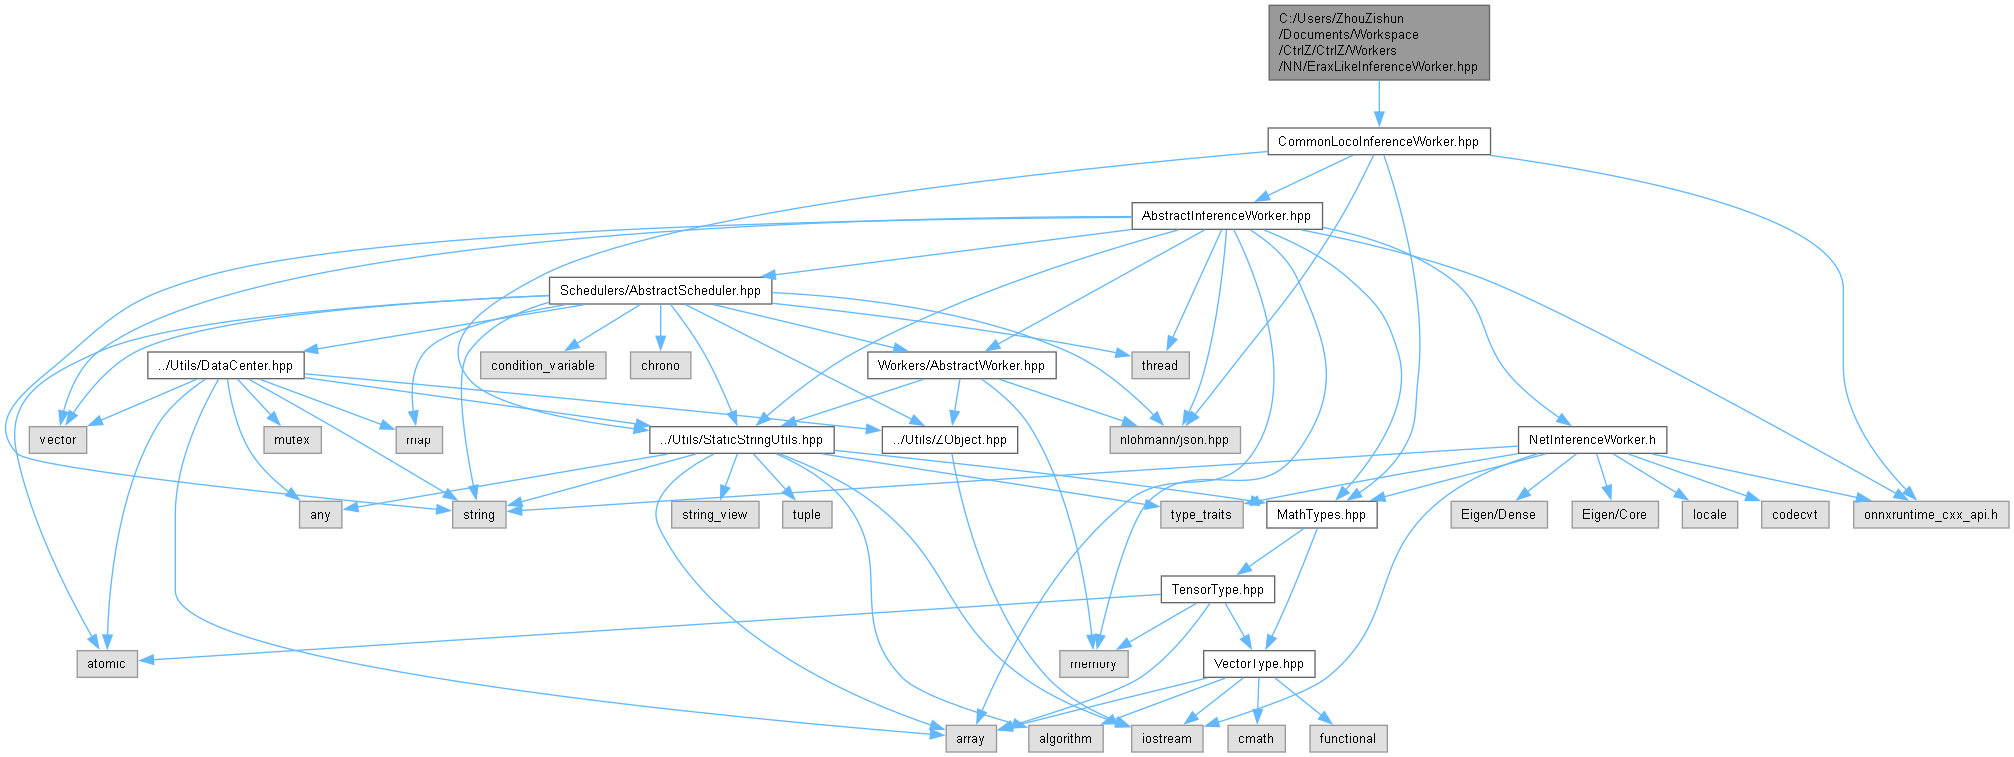 C:/Users/ZhouZishun
/Documents/Workspace
/CtrlZ/CtrlZ/Workers
/NN/EraxLikeInferenceWorker.hpp
CommonLocoInferenceWorker.hpp
AbstractInferenceWorker.hpp
Schedulers/AbstractScheduler.hpp
../Utils/DataCenter.hpp
condition_variable
chrono
Workers/AbstractWorker.hpp
thread
vector
mutex
map
../Utils/StaticStringUtils.hpp
../Utils/ZObject.hpp
nlohmann/json.hpp
NetInferenceWorker.h
any
string
string_view
tuple
type_traits
MathTypes.hpp
Eigen/Dense
Eigen/Core
locale
codecvt
onnxruntime_cxx_api.h
TensorType.hpp
atomic
memory
VectorType.hpp
array
algorithm
iostream
cmath
functional